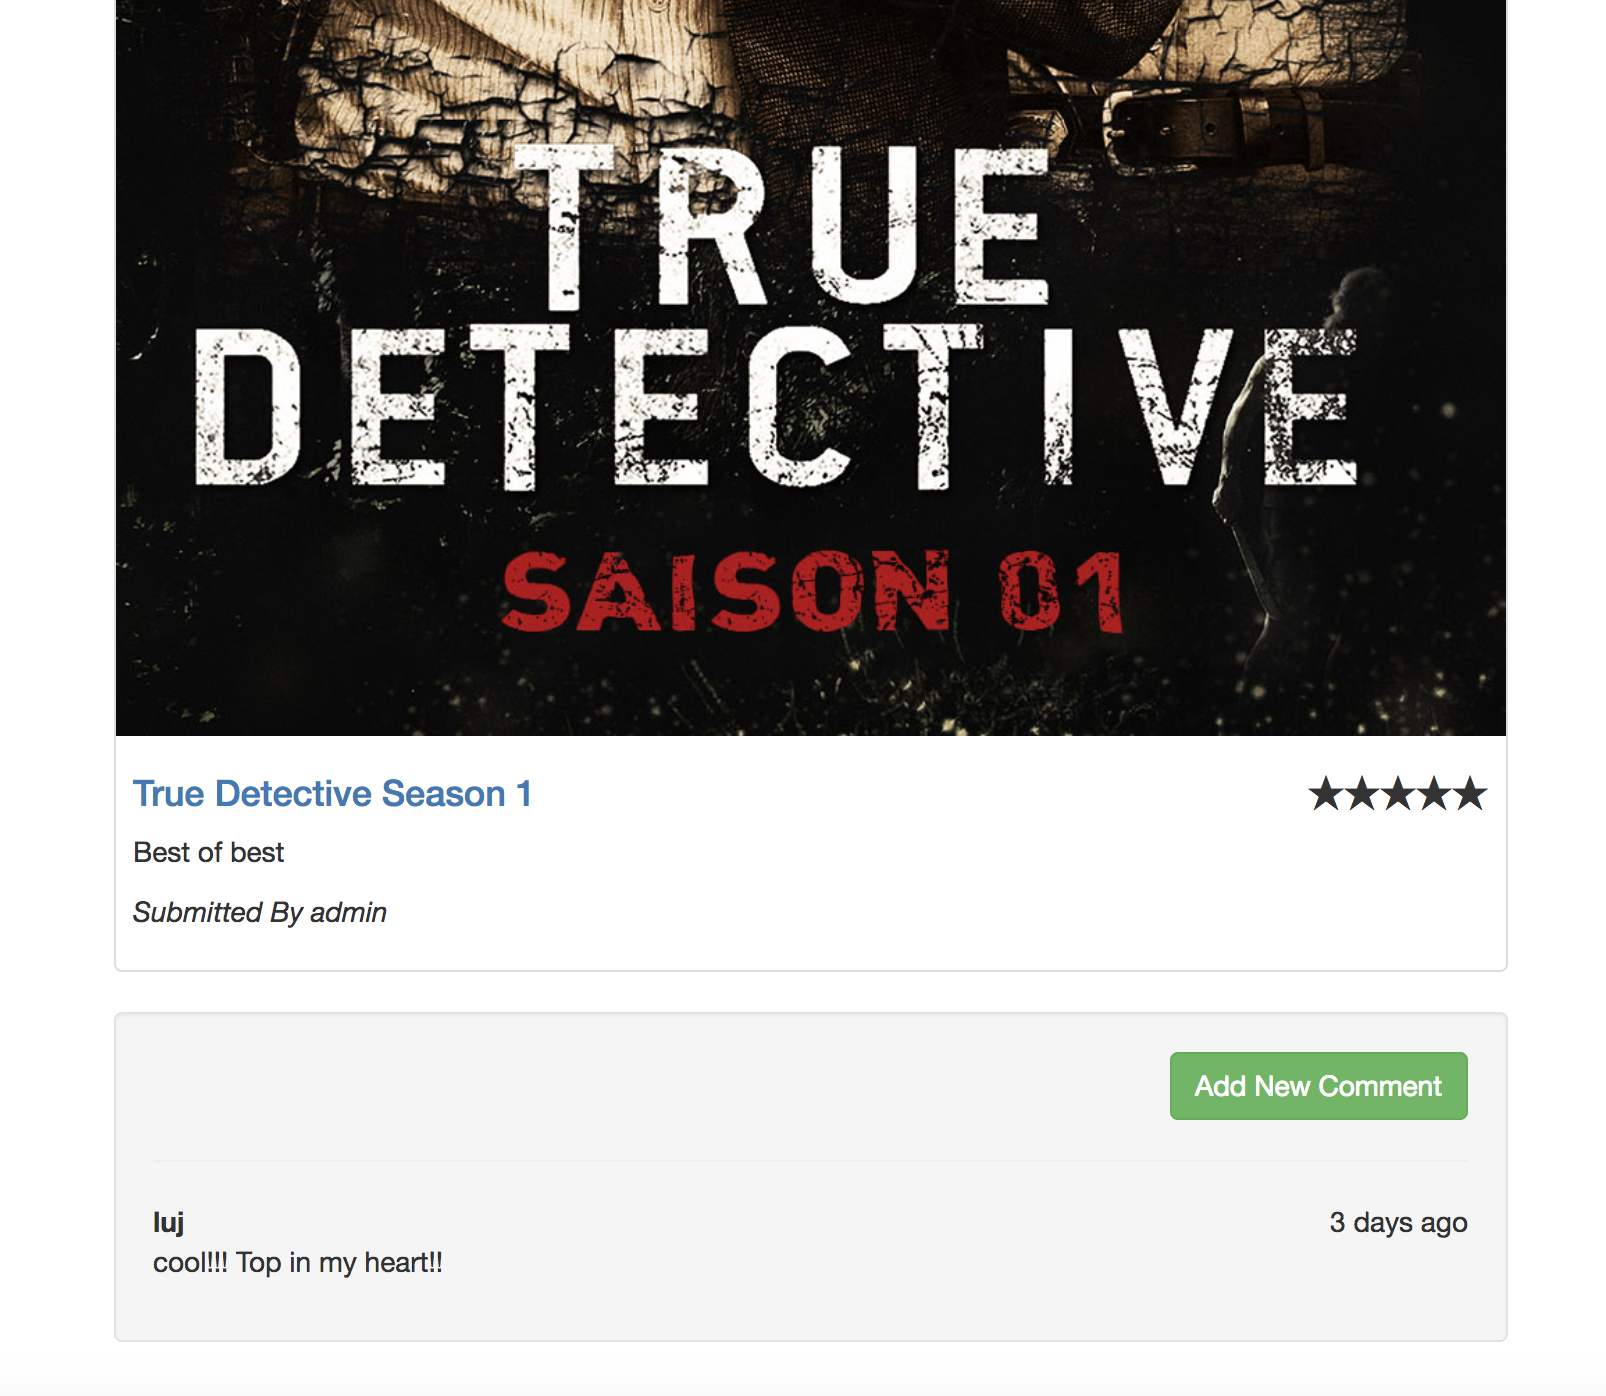 TRUE
DETECTIVE
SAISON 01
True Detective Season 1 ★★★★★
Best of best
Submitted By admin
Add New Comment
luj 3 days ago
cool!!! Top in my heart!!